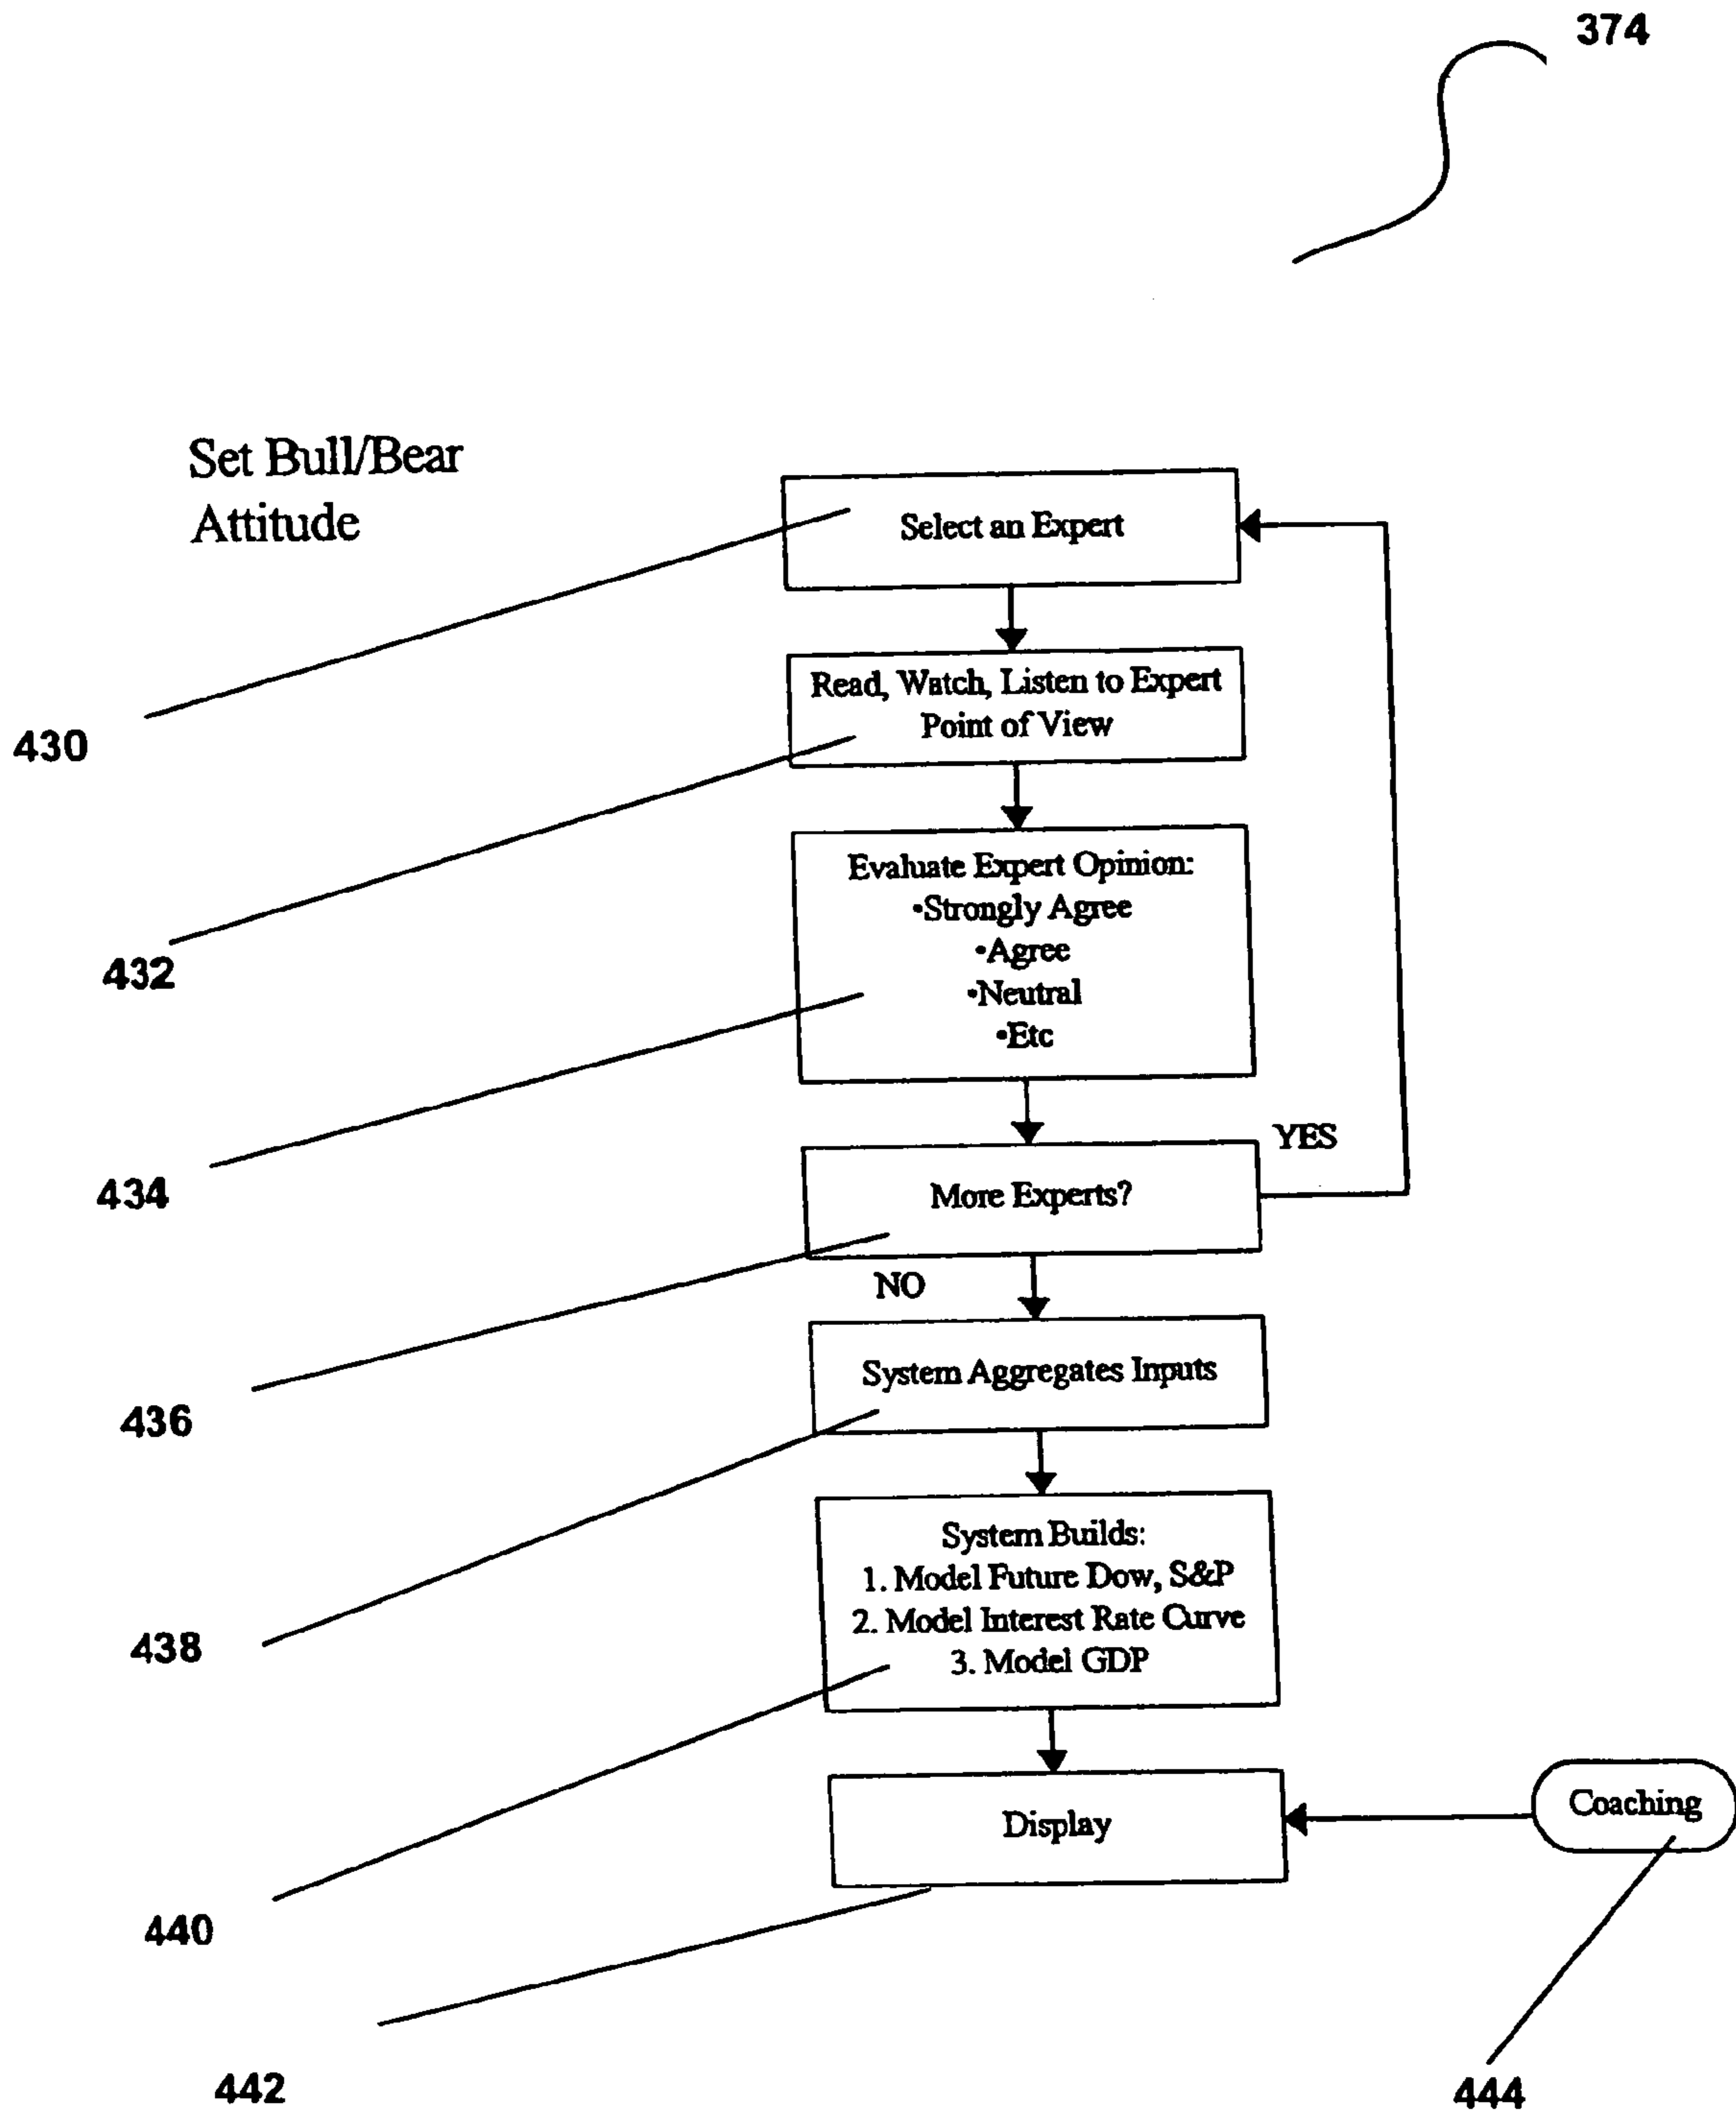 374
Set Bull/Bear
Attitude
Select an Expert
Read, Watch, Listen to Expert
Point of View
430
Evaluate Expert Opinion:
•Strongly Agree
•Agree
•Neutral
•Etc
432
YES
More Experts?
434
NO
System Aggregates Inputs
436
System Builds:
1. Model Future Dow, S&P
2. Model Interest Rate Curve
3. Model GDP
438
Display
Coaching
440
442
444